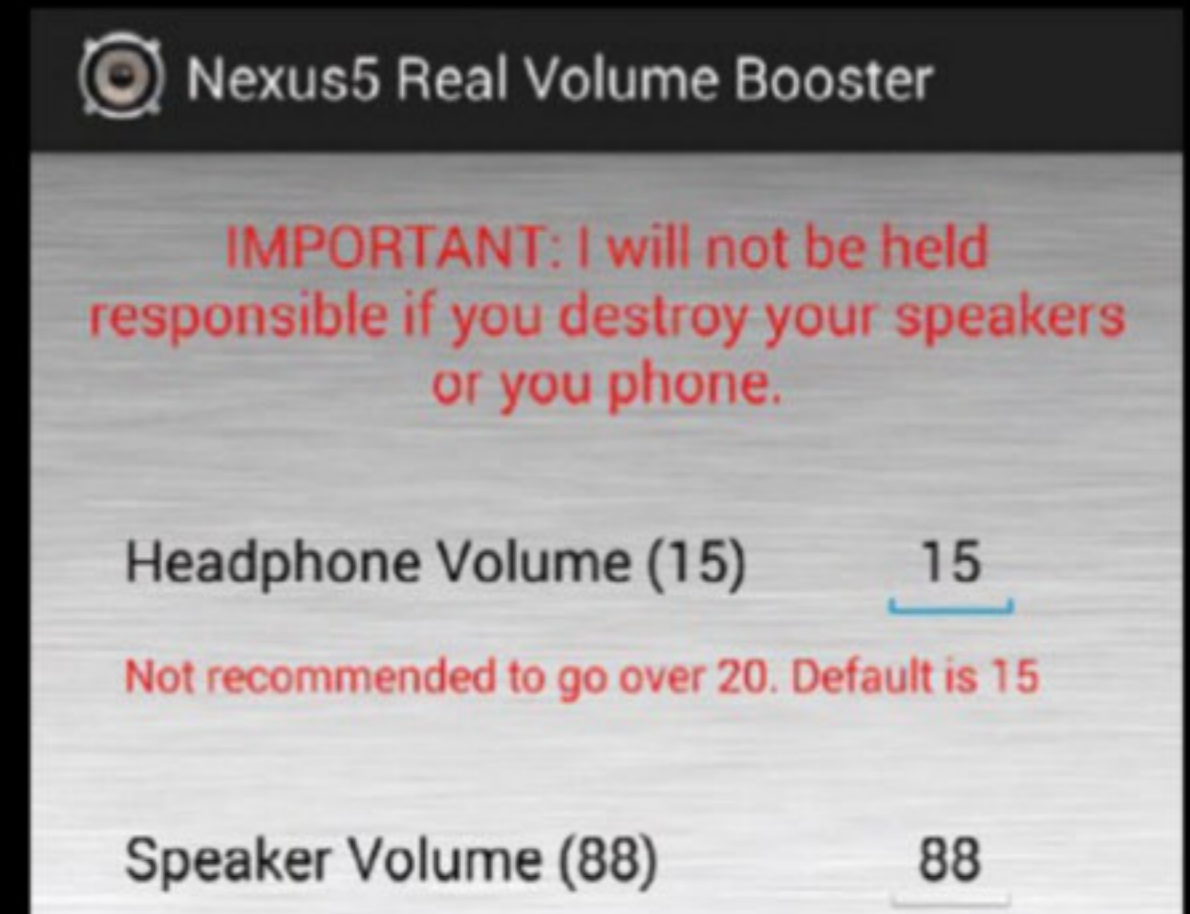 Nexus5 Real Volume Booster
IMPORTANT: I will not be held
responsible if you destroy your speakers
or you phone.
Headphone Volume (15) 15
Not recommended to go over 20. Default is 15
Speaker Volume (88) 88